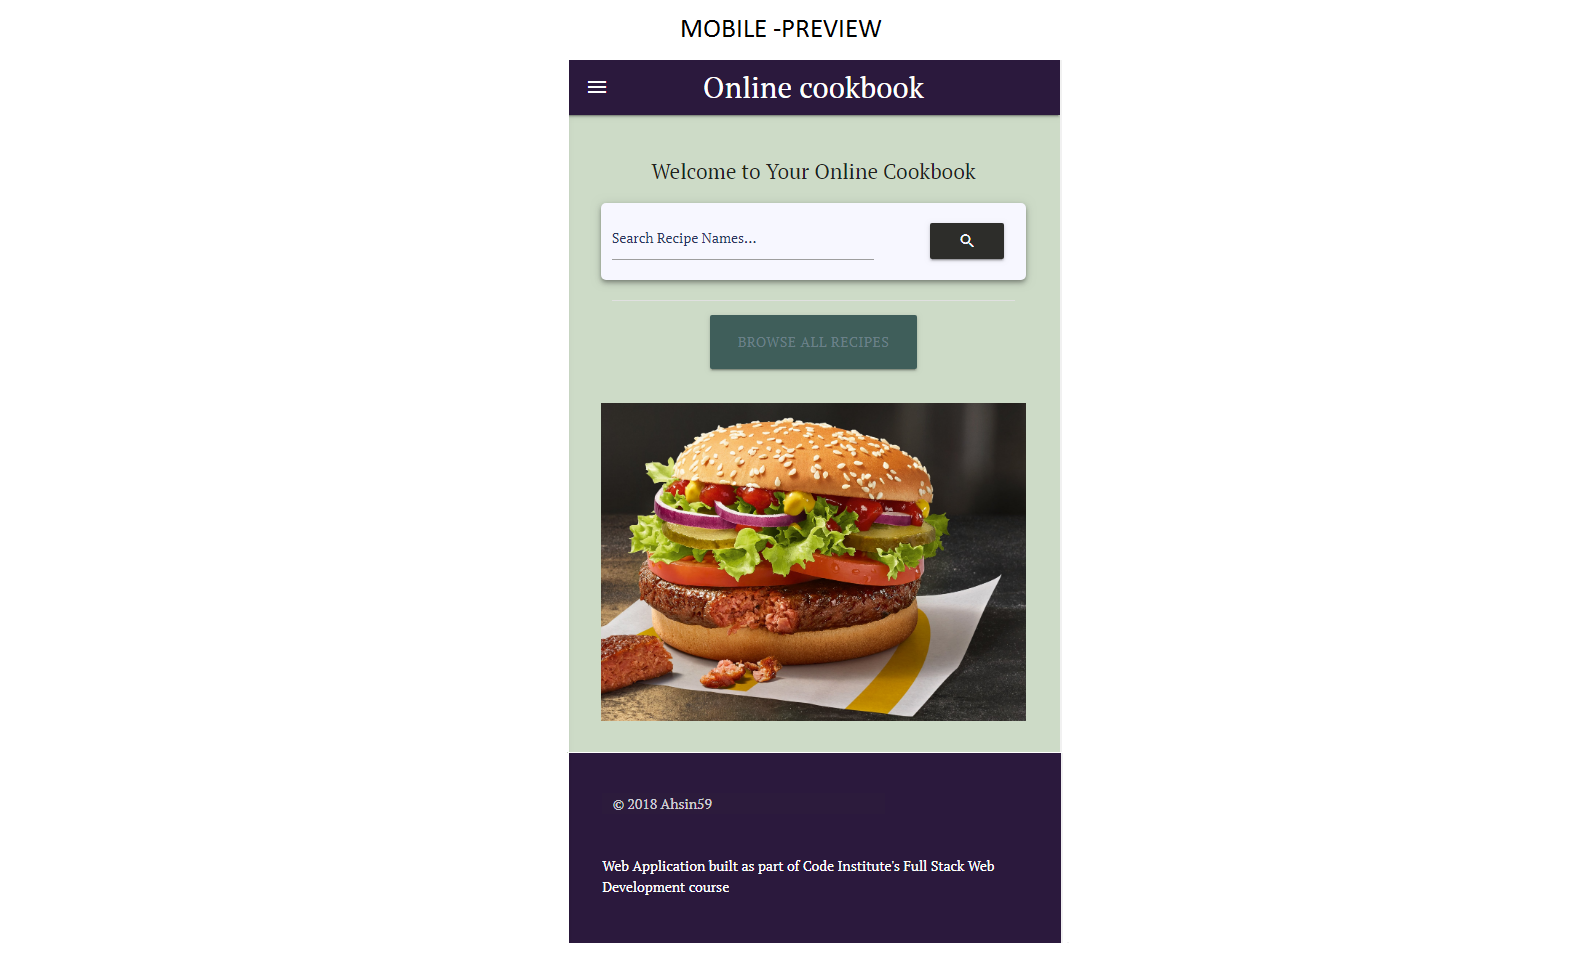 MOBILE -PREVIEW
Online cookbook
Welcome to Your Online Cookbook
Search Recipe Names...
BROWSE ALL RECIPES
© 2018 Ahsin59
Web Application built as part of Code Institute's Full Stack Web
Development course